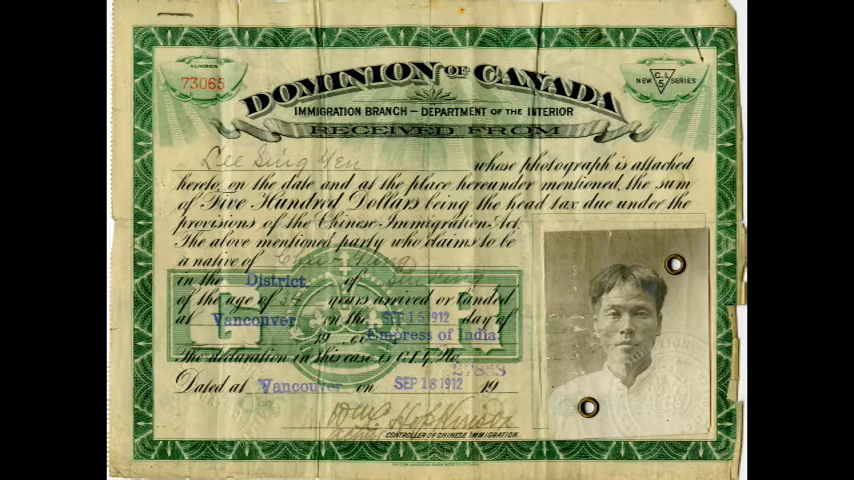 NUMBER
73065
NEW C.I. 5 SERIES
DOMINION OF CANADA
IMMIGRATION BRANCH — DEPARTMENT OF THE INTERIOR
RECEIVED FROM
Lee Sing Yen whose photograph is attached
hereto, on the date and at the place hereunder mentioned, the sum
of Five Hundred Dollars being the head tax due under the
provisions of the Chinese Immigration Act.
The above mentioned party who claims to be
a native of
in the District of
of the age of 34 years arrived or landed
at Vancouver on the SEP 15 1912 day of
19 ex Empress of India.
The declaration in this case is C.I.4. No.
Dated at Vancouver on SEP 18 1912 19
CONTROLLER OF CHINESE IMMIGRATION.